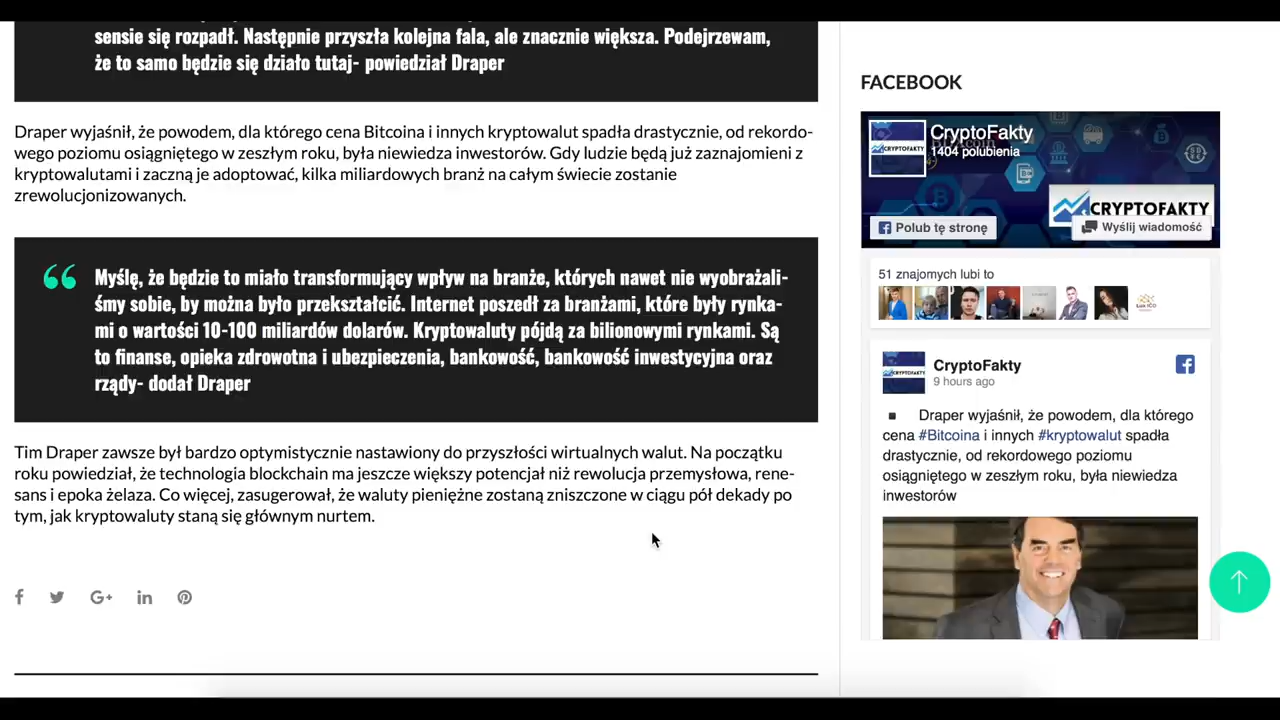 sensie się rozpadł. Następnie przyszła kolejna fala, ale znacznie większa. Podejrzewam,
że to samo będzie się działo tutaj- powiedział Draper
Draper wyjaśnił, że powodem, dla którego cena Bitcoina i innych kryptowalut spadła drastycznie, od rekordo-
wego poziomu osiągniętego w zeszłym roku, była niewiedza inwestorów. Gdy ludzie będą już zaznajomieni z
kryptowalutami i zaczną je adoptować, kilka miliardowych branż na całym świecie zostanie
zrewolucjonizowanych.
Myślę, że będzie to miało transformujący wpływ na branże, których nawet nie wyobrażali-
śmy sobie, by można było przekształcić. Internet poszedł za branżami, które były rynka-
mi o wartości 10-100 miliardów dolarów. Kryptowaluty pójdą za bilionowymi rynkami. Są
to finanse, opieka zdrowotna i ubezpieczenia, bankowość, bankowość inwestycyjna oraz
rządy- dodał Draper
Tim Draper zawsze był bardzo optymistycznie nastawiony do przyszłości wirtualnych walut. Na początku
roku powiedział, że technologia blockchain ma jeszcze większy potencjał niż rewolucja przemysłowa, rene-
sans i epoka żelaza. Co więcej, zasugerował, że waluty pieniężne zostaną zniszczone w ciągu pół dekady po
tym, jak kryptowaluty staną się głównym nurtem.
FACEBOOK
CRYPTOFAKTY
CryptoFakty
1404 polubienia
CRYPTOFAKTY
Polub tę stronę
Wyślij wiadomość
51 znajomych lubi to
CRYPTOFAKTY
CryptoFakty
9 hours ago
Draper wyjaśnił, że powodem, dla którego
cena #Bitcoina i innych #kryptowalut spadła
drastycznie, od rekordowego poziomu
osiągniętego w zeszłym roku, była niewiedza
inwestorów